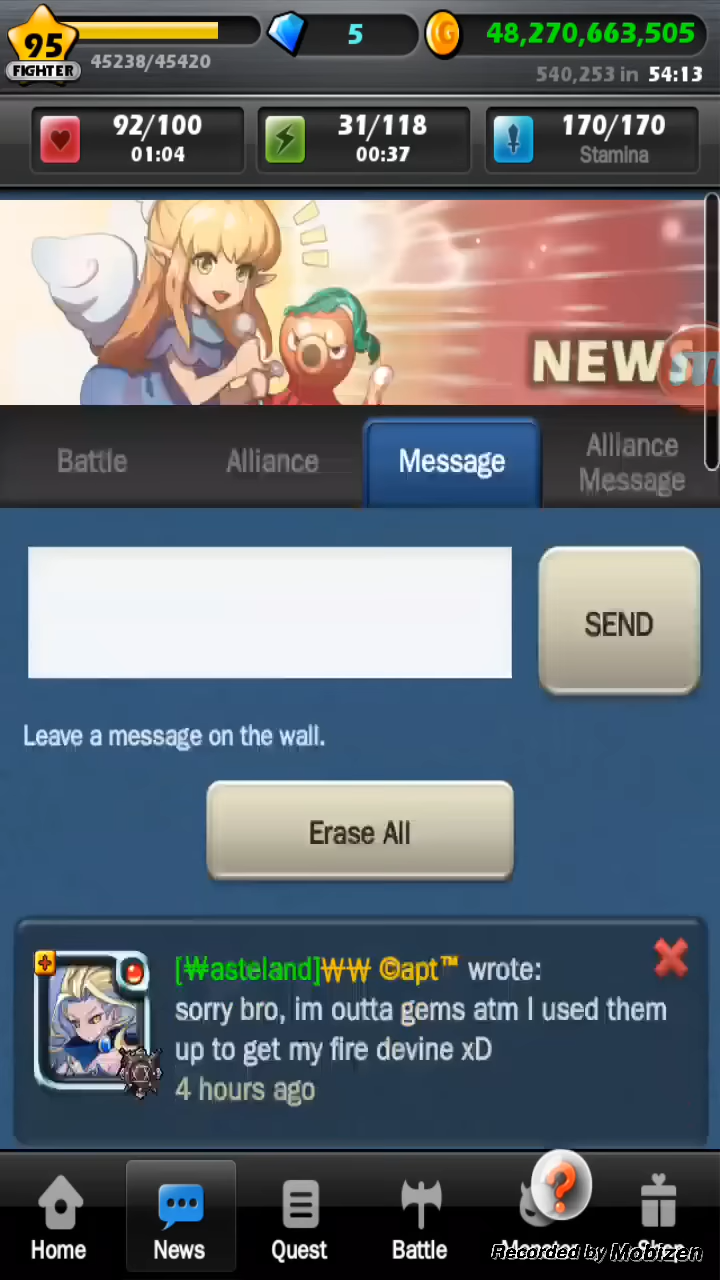 95
FIGHTER
45238/45420
5
G
48,270,663,505
540,253 in 54:13
92/100
01:04
31/118
00:37
170/170
Stamina
NEWS
Battle
Alliance
Message
Alliance
Message
SEND
Leave a message on the wall.
Erase All
[₩asteland]₩₩ ©apt™ wrote:
sorry bro, im outta gems atm I used them
up to get my fire devine xD
4 hours ago
?
Home
News
Quest
Battle
Recorded by Mobizen